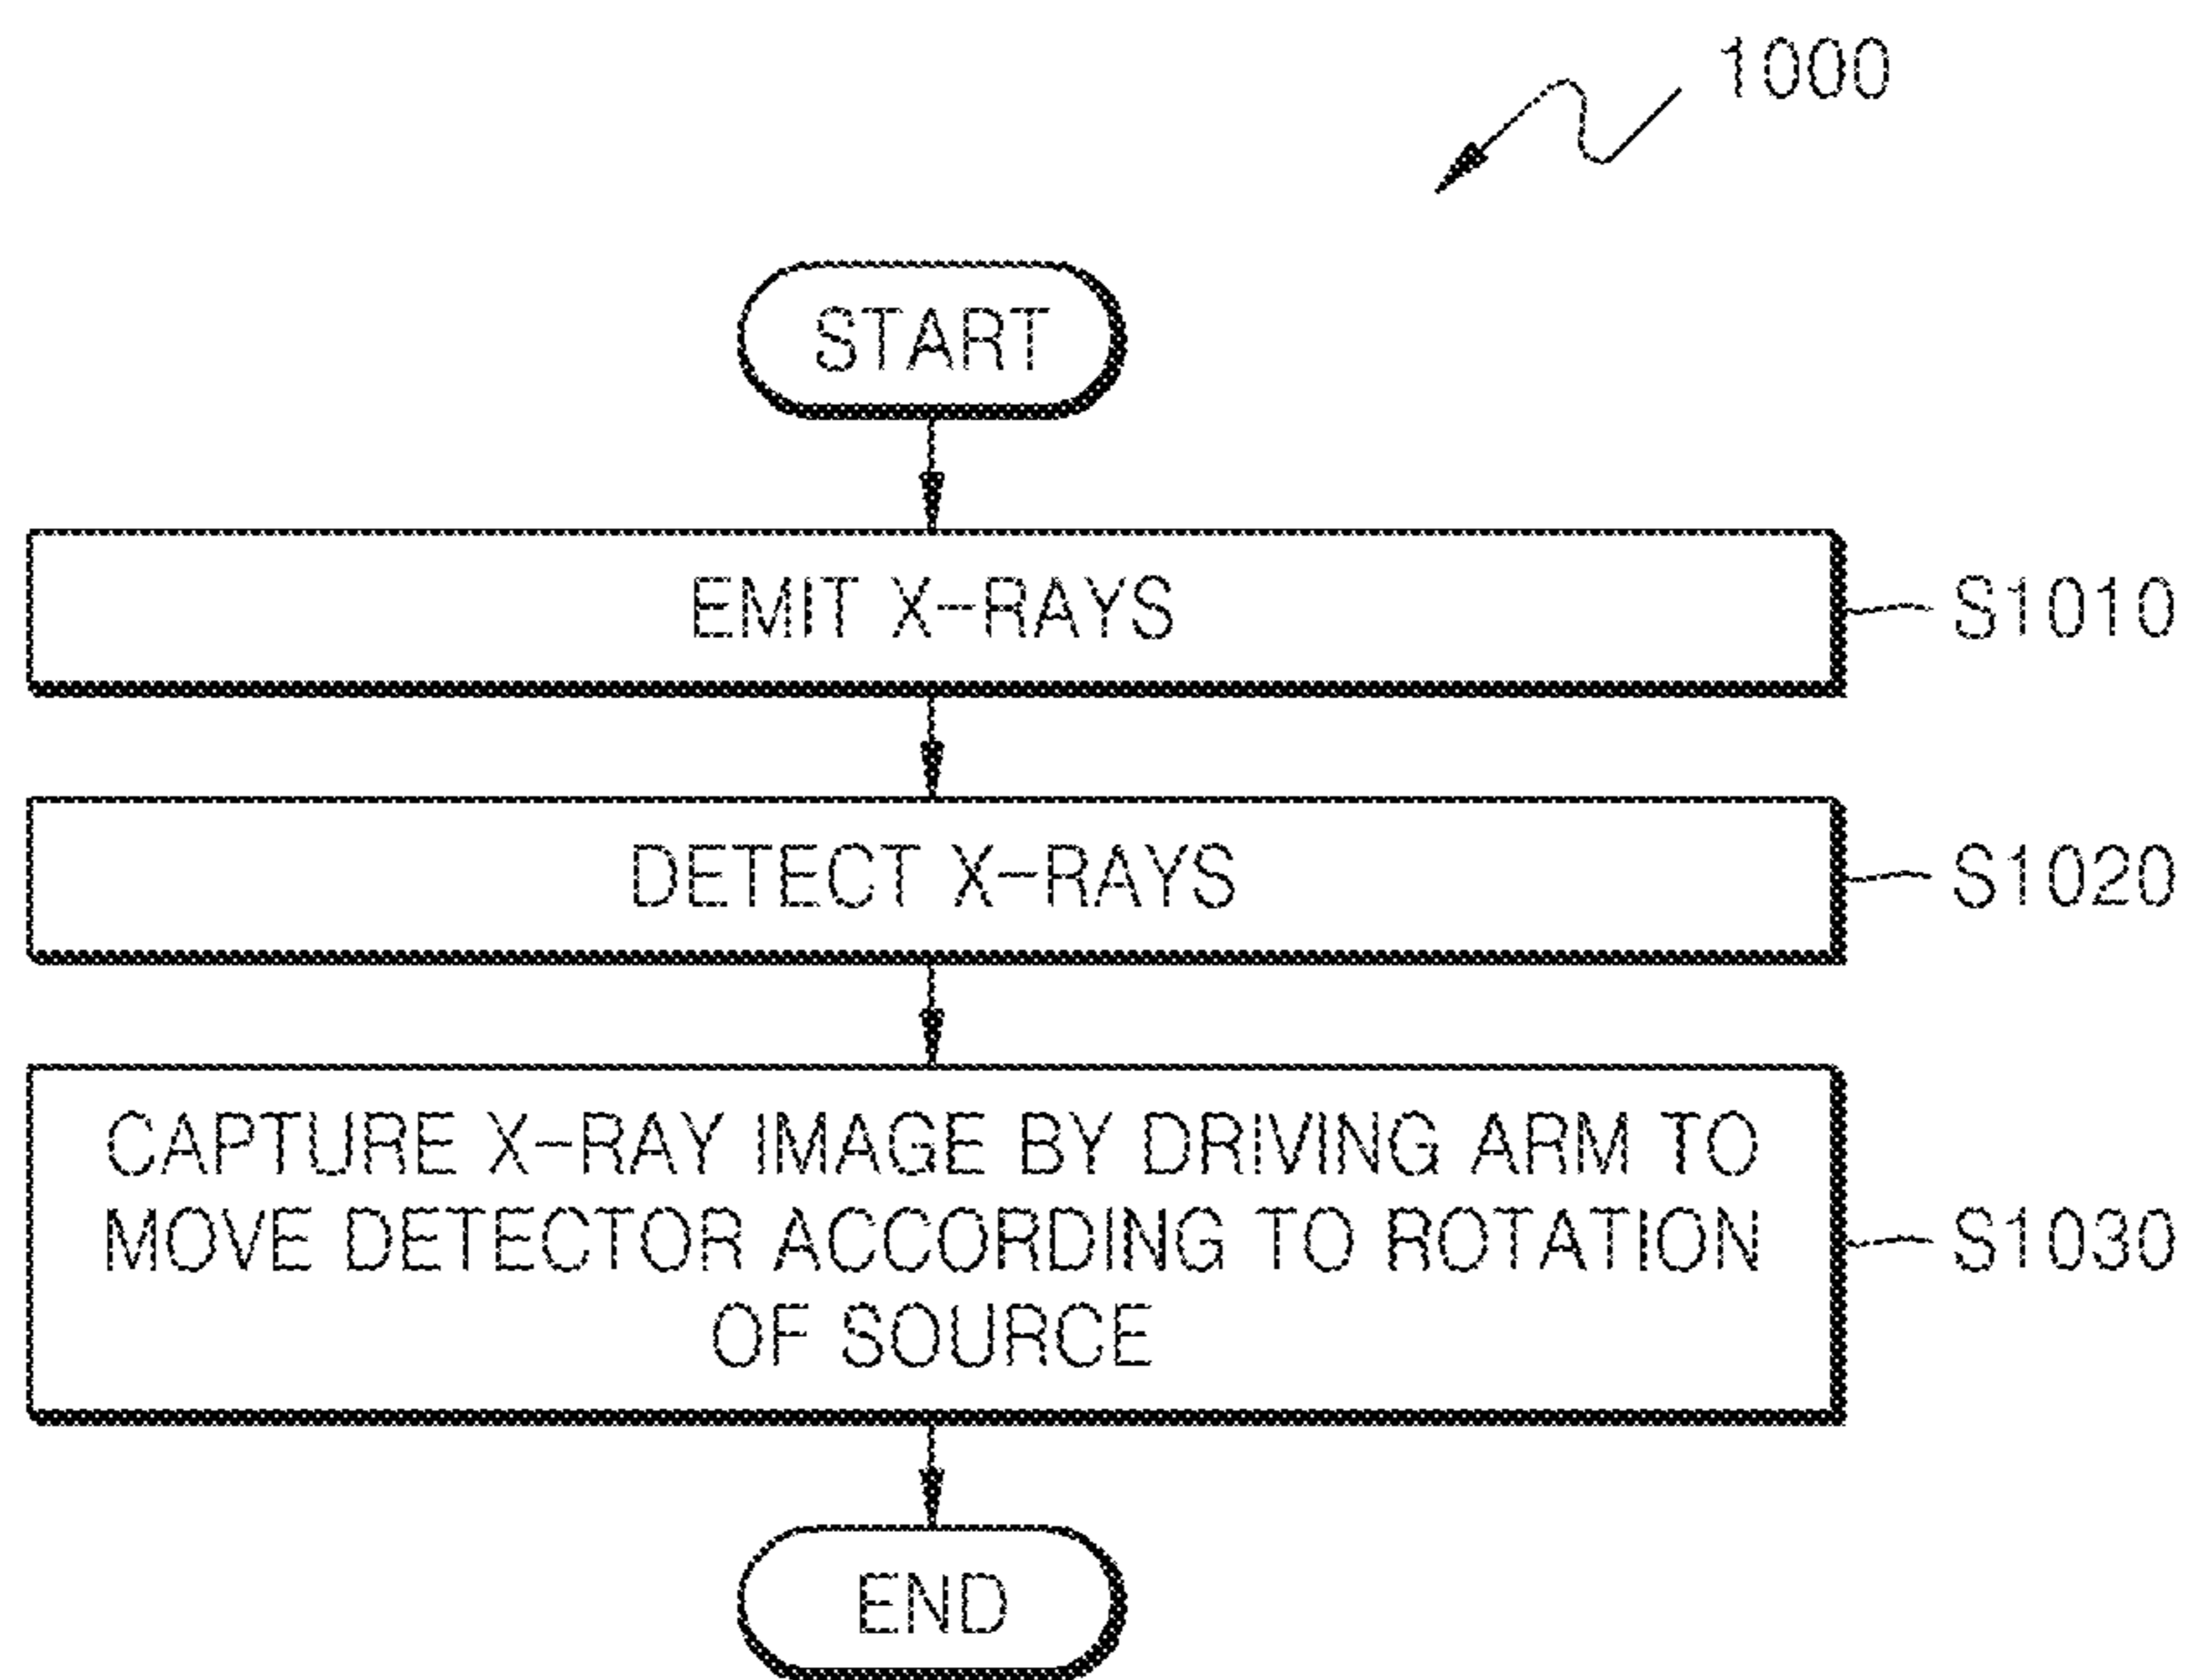 1000
START
EMIT X-RAYS
S1010
DETECT X-RAYS
S1020
CAPTURE X-RAY IMAGE BY DRIVING ARM TO
MOVE DETECTOR ACCORDING TO ROTATION
OF SOURCE
S1030
END